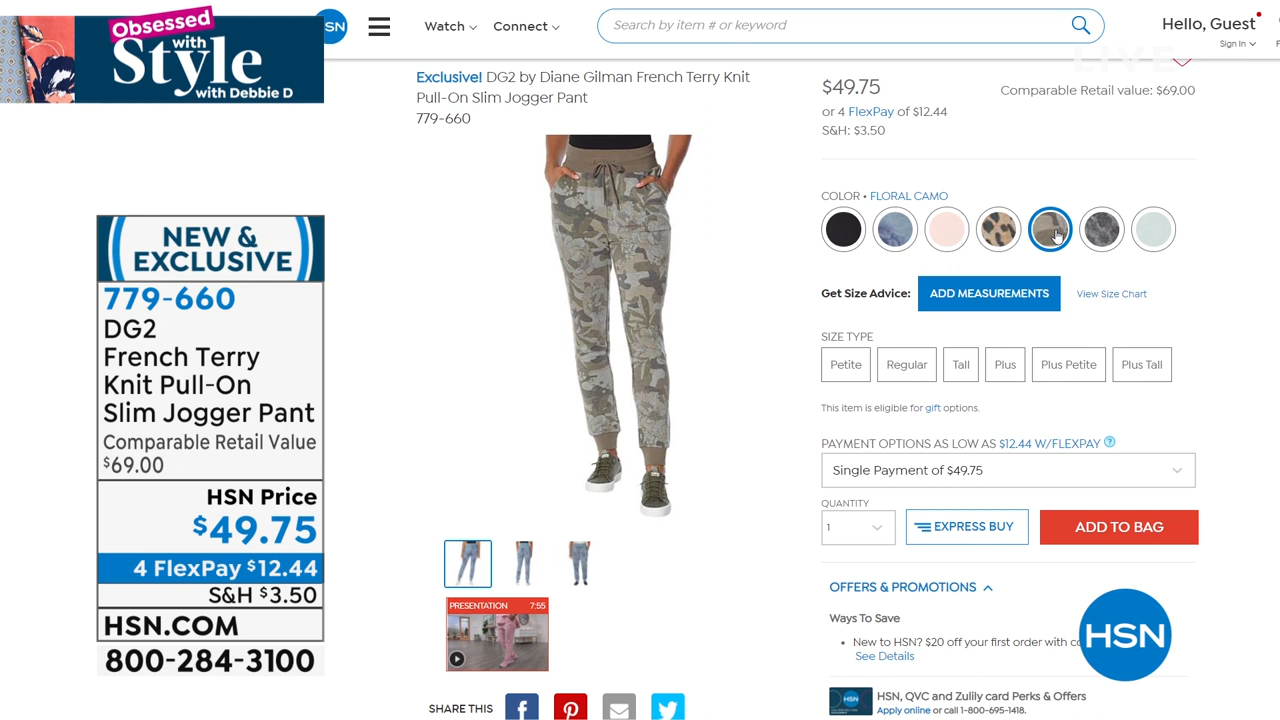 Obsessed
with
Style
with Debbie D
Watch
Connect
Search by item # or keyword
Hello, Guest
Sign In
LIVE
Exclusive! DG2 by Diane Gilman French Terry Knit
Pull-On Slim Jogger Pant
779-660
$49.75
Comparable Retail value: $69.00
or 4 FlexPay of $12.44
S&H: $3.50
COLOR • FLORAL CAMO
Get Size Advice:
ADD MEASUREMENTS
View Size Chart
SIZE TYPE
Petite
Regular
Tall
Plus
Plus Petite
Plus Tall
This item is eligible for gift options.
PAYMENT OPTIONS AS LOW AS $12.44 W/FLEXPAY ?
Single Payment of $49.75
QUANTITY
1
EXPRESS BUY
ADD TO BAG
OFFERS & PROMOTIONS
Ways To Save
• New to HSN? $20 off your first order with
See Details
HSN
HSN
HSN, QVC and Zulily card Perks & Offers
Apply online or call 1-800-695-1418.
NEW &
EXCLUSIVE
779-660
DG2
French Terry
Knit Pull-On
Slim Jogger Pant
Comparable Retail Value
$69.00
HSN Price
$49.75
4 FlexPay $12.44
S&H $3.50
HSN.COM
800-284-3100
PRESENTATION 7:55
SHARE THIS